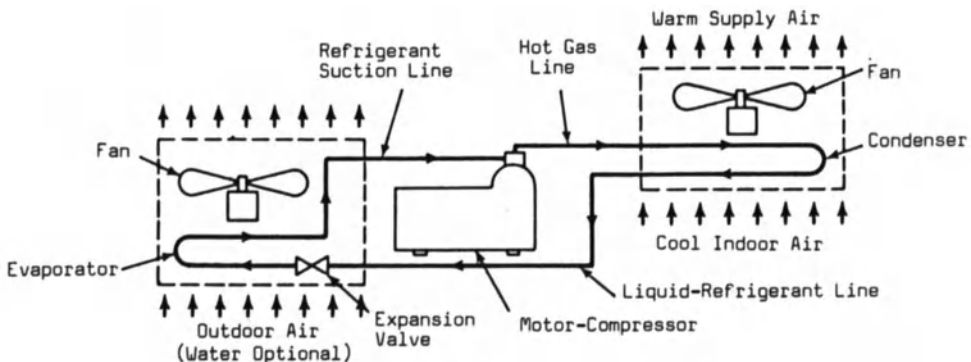 Warm Supply Air
Refrigerant
Suction Line
Hot Gas
Line
Fan
Fan
Condenser
Cool Indoor Air
Evaporator
Liquid-Refrigerant Line
Outdoor Air
(Water Optional)
Expansion
Valve
Motor-Compressor